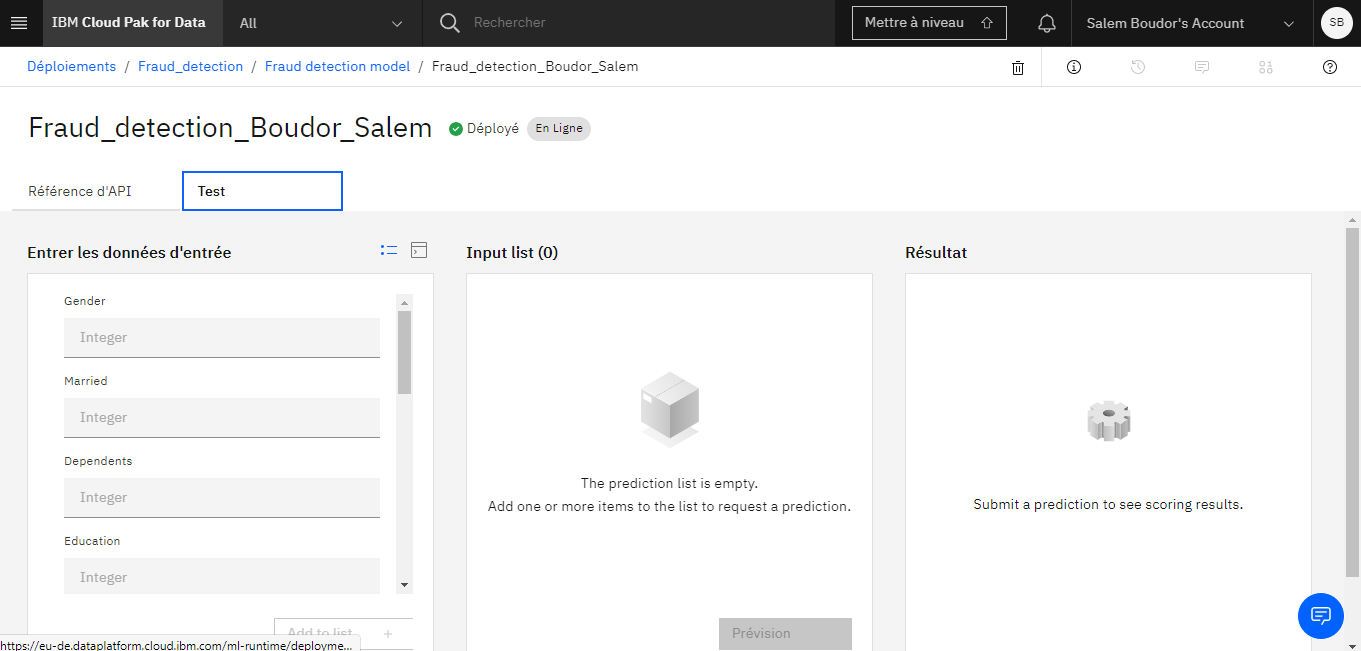 IBM Cloud Pak for Data
All
Rechercher
Mettre à niveau
Salem Boudor's Account
SB
Déploiements / Fraud_detection / Fraud detection model / Fraud_detection_Boudor_Salem
Fraud_detection_Boudor_Salem
Déployé
En Ligne
Référence d'API
Test
Entrer les données d'entrée
Gender
Integer
Married
Integer
Dependents
Integer
Education
Integer
Add to list +
Input list (0)
The prediction list is empty.
Add one or more items to the list to request a prediction.
Prévision
Résultat
Submit a prediction to see scoring results.
https://eu-de.dataplatform.cloud.ibm.com/ml-runtime/deployme...